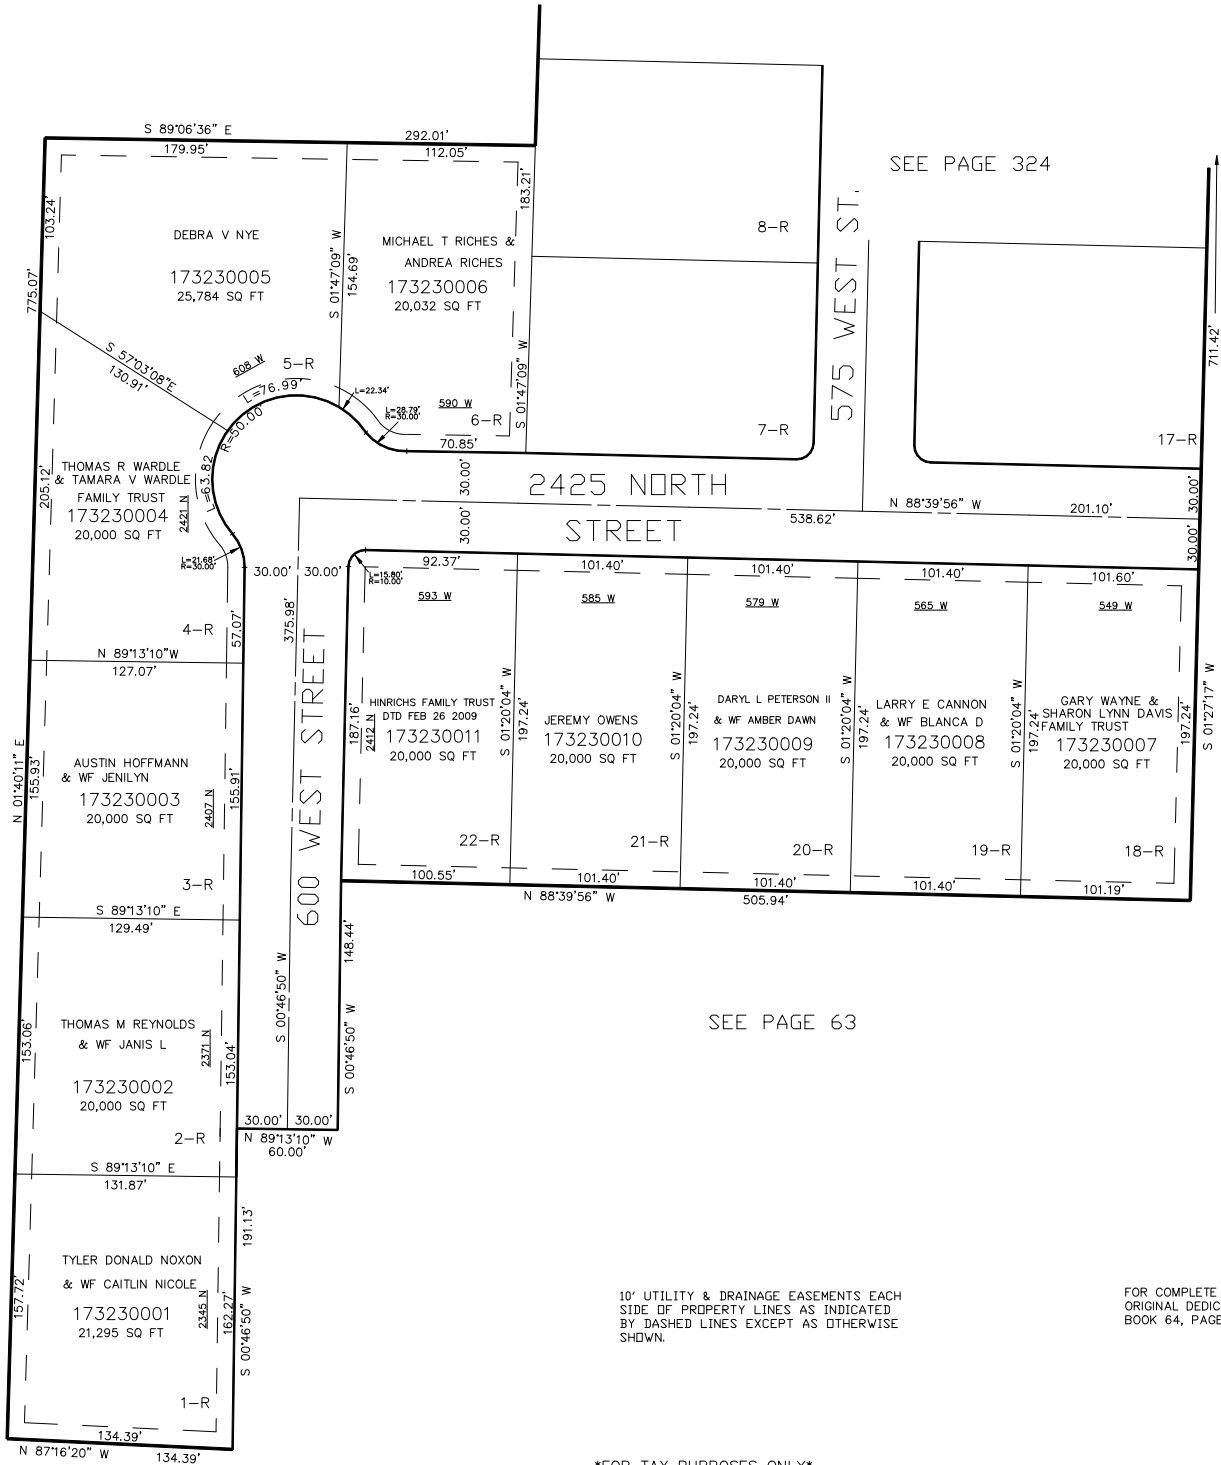 S 89°06'36" E
292.01'
179.95'
112.05'
SEE PAGE 324
103.24'
183.21'
DEBRA V NYE
173230005
25,784 SQ FT
S 01°47'09" W
154.69'
MICHAEL T RICHES &
ANDREA RICHES
173230006
20,032 SQ FT
8-R
575 WEST ST.
775.07'
711.42'
S 57°03'08"E
130.91'
608 W
5-R
L=76.99'
R=50.00'
L=22.34'
L=28.79'
R=30.00'
590 W
6-R
S 01°47'09" W
70.85'
7-R
17-R
THOMAS R WARDLE
& TAMARA V WARDLE
FAMILY TRUST
173230004
20,000 SQ FT
205.12'
2421 N
L=63.82
L=21.68'
R=30.00'
30.00'
30.00'
2425 NORTH
STREET
538.62'
N 88°39'56" W
201.10'
30.00'
30.00'
30.00'
30.00'
L=15.80'
R=10.00'
92.37'
101.40'
101.40'
101.40'
101.60'
593 W
585 W
579 W
565 W
549 W
4-R
57.07'
375.98'
N 89°13'10"W
127.07'
600 WEST STREET
HINRICHS FAMILY TRUST
DTD FEB 26 2009
173230011
20,000 SQ FT
187.16'
2412 N
S 01°20'04" W
197.24'
JEREMY OWENS
173230010
20,000 SQ FT
S 01°20'04" W
197.24'
DARYL L PETERSON II
& WF AMBER DAWN
173230009
20,000 SQ FT
S 01°20'04" W
197.24'
LARRY E CANNON
& WF BLANCA D
173230008
20,000 SQ FT
S 01°20'04" W
197.24'
GARY WAYNE &
SHARON LYNN DAVIS
FAMILY TRUST
173230007
20,000 SQ FT
197.24'
S 01°27'17" W
N 01°40'11" E
155.93'
AUSTIN HOFFMANN
& WF JENILYN
173230003
20,000 SQ FT
2407 N
155.91'
3-R
22-R
21-R
20-R
19-R
18-R
100.55'
101.40'
101.40'
101.40'
101.19'
N 88°39'56" W
505.94'
S 89°13'10" E
129.49'
148.44'
S 00°46'50" W
S 00°46'50" W
SEE PAGE 63
THOMAS M REYNOLDS
& WF JANIS L
173230002
20,000 SQ FT
153.06'
2371 N
153.04'
2-R
30.00'
30.00'
N 89°13'10" W
60.00'
S 89°13'10" E
131.87'
191.13'
S 00°46'50" W
TYLER DONALD NOXON
& WF CAITLIN NICOLE
173230001
21,295 SQ FT
157.72'
2345 N
162.27'
1-R
134.39'
N 87°16'20" W
134.39'
10' UTILITY & DRAINAGE EASEMENTS EACH
SIDE OF PROPERTY LINES AS INDICATED
BY DASHED LINES EXCEPT AS OTHERWISE
SHOWN.
FOR COMPLETE
ORIGINAL DEDIC
BOOK 64, PAGE
*FOR TAX PURPOSES ONLY*